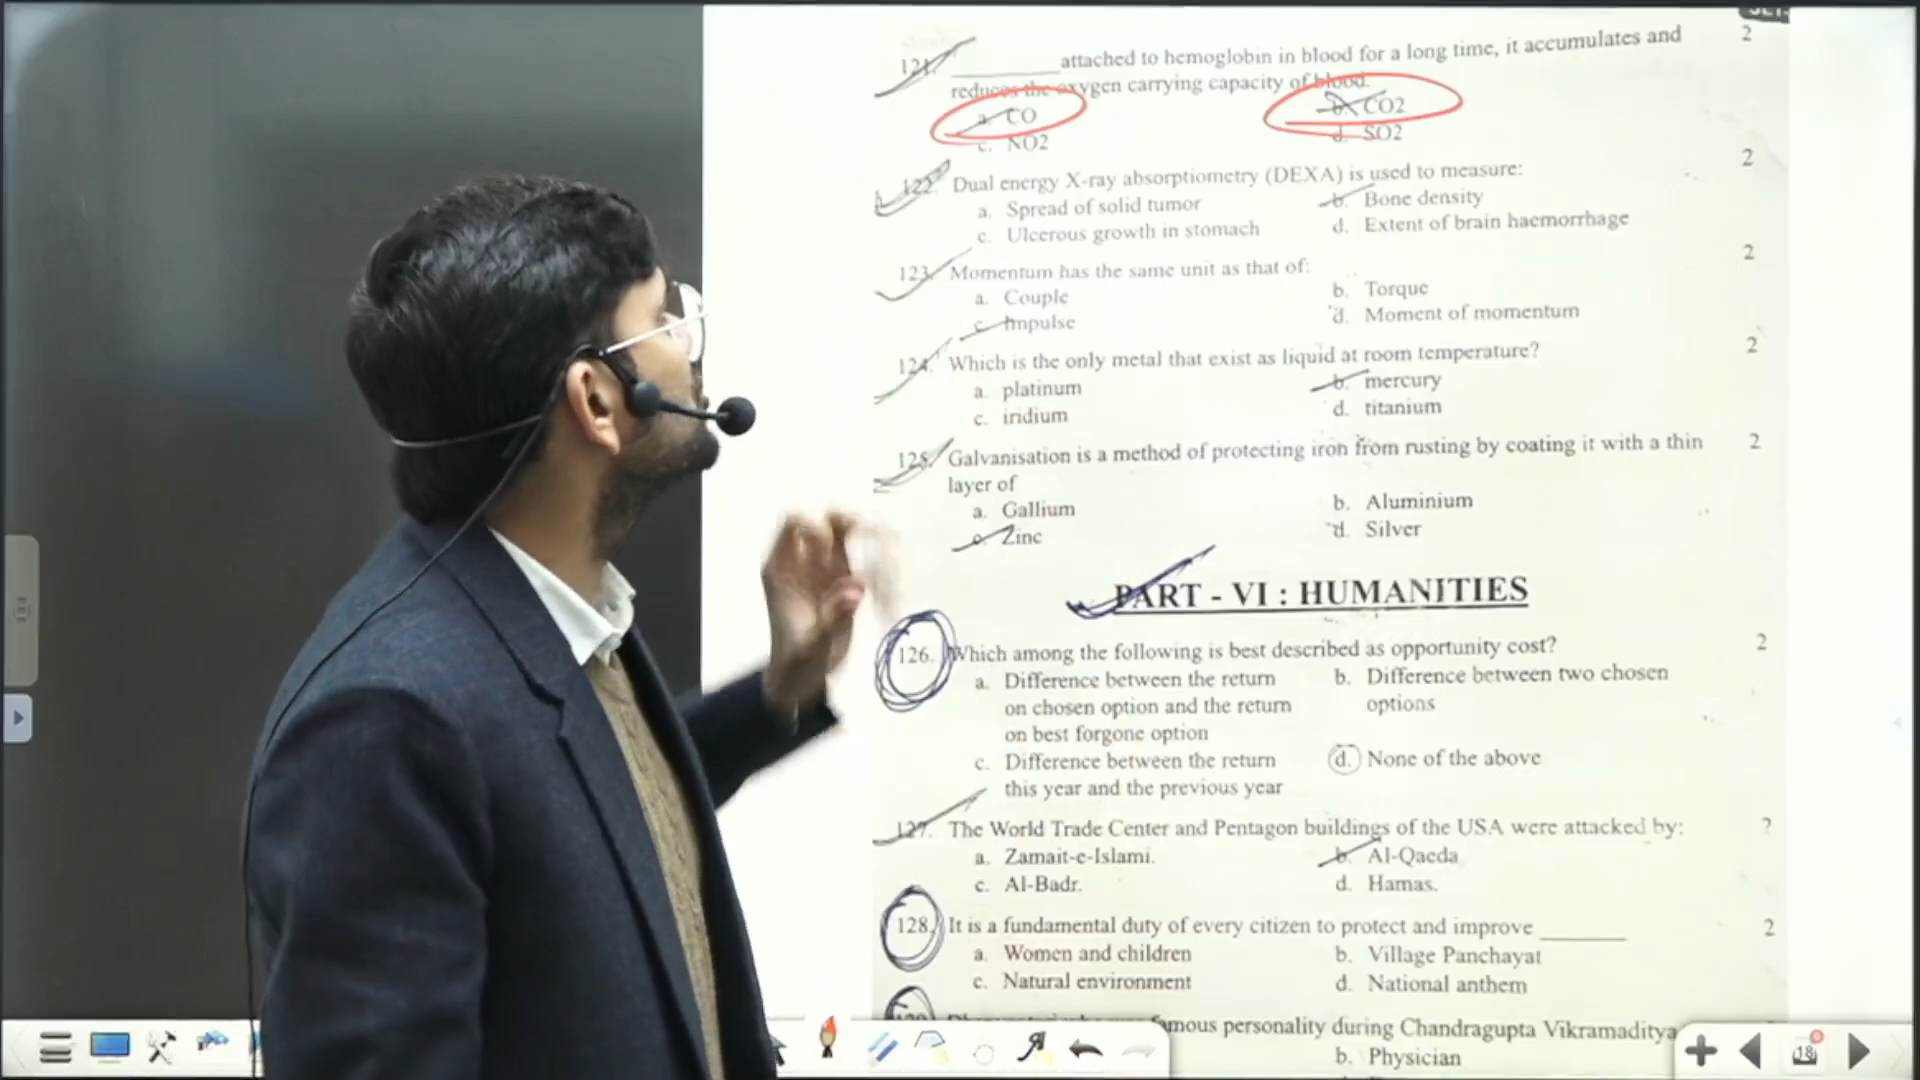 121. ________ attached to hemoglobin in blood for a long time, it accumulates and 2
reduces the oxygen carrying capacity of blood.
a. CO b. CO2
c. NO2 d. SO2
122. Dual energy X-ray absorptiometry (DEXA) is used to measure: 2
a. Spread of solid tumor b. Bone density
c. Ulcerous growth in stomach d. Extent of brain haemorrhage
123. Momentum has the same unit as that of: 2
a. Couple b. Torque
c. Impulse d. Moment of momentum
124. Which is the only metal that exist as liquid at room temperature? 2
a. platinum b. mercury
c. iridium d. titanium
125. Galvanisation is a method of protecting iron from rusting by coating it with a thin 2
layer of
a. Gallium b. Aluminium
c. Zinc d. Silver
PART - VI : HUMANITIES
126. Which among the following is best described as opportunity cost? 2
a. Difference between the return b. Difference between two chosen
on chosen option and the return options
on best forgone option
c. Difference between the return d. None of the above
this year and the previous year
127. The World Trade Center and Pentagon buildings of the USA were attacked by: ?
a. Zamait-e-Islami. b. Al-Qaeda
c. Al-Badr. d. Hamas.
128. It is a fundamental duty of every citizen to protect and improve ________ 2
a. Women and children b. Village Panchayat
c. Natural environment d. National anthem
famous personality during Chandragupta Vikramaditya
b. Physician
18